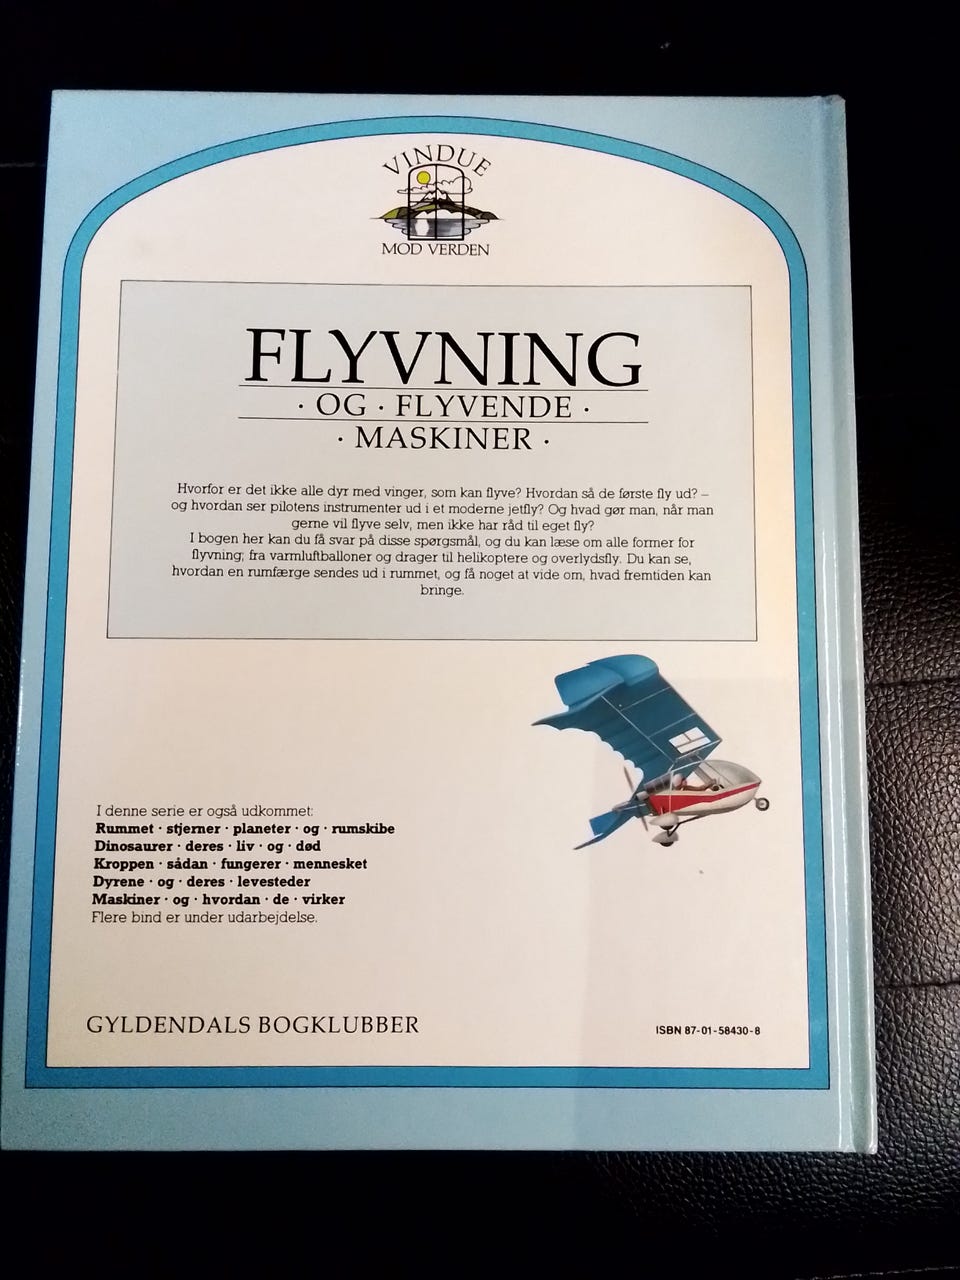 VINDUE
MOD VERDEN
FLYVNING
· OG · FLYVENDE ·
· MASKINER ·
Hvorfor er det ikke alle dyr med vinger, som kan flyve? Hvordan så de første fly ud? –
og hvordan ser pilotens instrumenter ud i et moderne jetfly? Og hvad gør man, når man
gerne vil flyve selv, men ikke har råd til eget fly?
I bogen her kan du få svar på disse spørgsmål, og du kan læse om alle former for
flyvning; fra varmluftballoner og drager til helikoptere og overlydsfly. Du kan se,
hvordan en rumfærge sendes ud i rummet, og få noget at vide om, hvad fremtiden kan
bringe.
I denne serie er også udkommet:
Rummet · stjerner · planeter · og · rumskibe
Dinosaurer · deres · liv · og · død
Kroppen · sådan · fungerer · mennesket
Dyrene · og · deres · levesteder
Maskiner · og · hvordan · de · virker
Flere bind er under udarbejdelse.
GYLDENDALS BOGKLUBBER
ISBN 87-01-58430-8